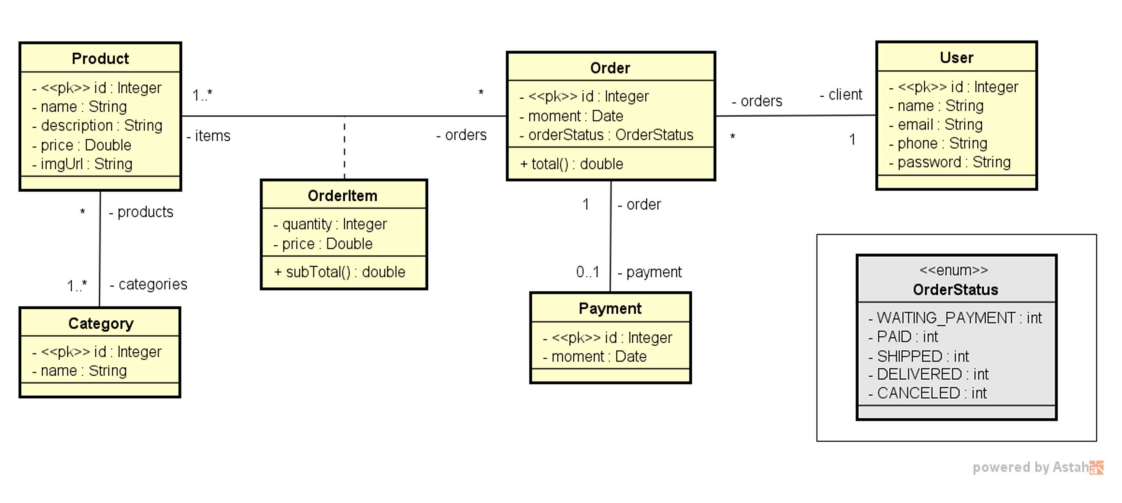 Product
- <<pk>> id : Integer
- name : String
- description : String
- price : Double
- imgUrl : String
1..*
- items
*
- orders
Order
- <<pk>> id : Integer
- moment : Date
- orderStatus : OrderStatus
+ total() : double
- orders
*
- client
1
User
- <<pk>> id : Integer
- name : String
- email : String
- phone : String
- password : String
OrderItem
- quantity : Integer
- price : Double
+ subTotal() : double
* - products
1..* - categories
Category
- <<pk>> id : Integer
- name : String
1 - order
0..1 - payment
Payment
- <<pk>> id : Integer
- moment : Date
<<enum>>
OrderStatus
- WAITING_PAYMENT : int
- PAID : int
- SHIPPED : int
- DELIVERED : int
- CANCELED : int
powered by Astah